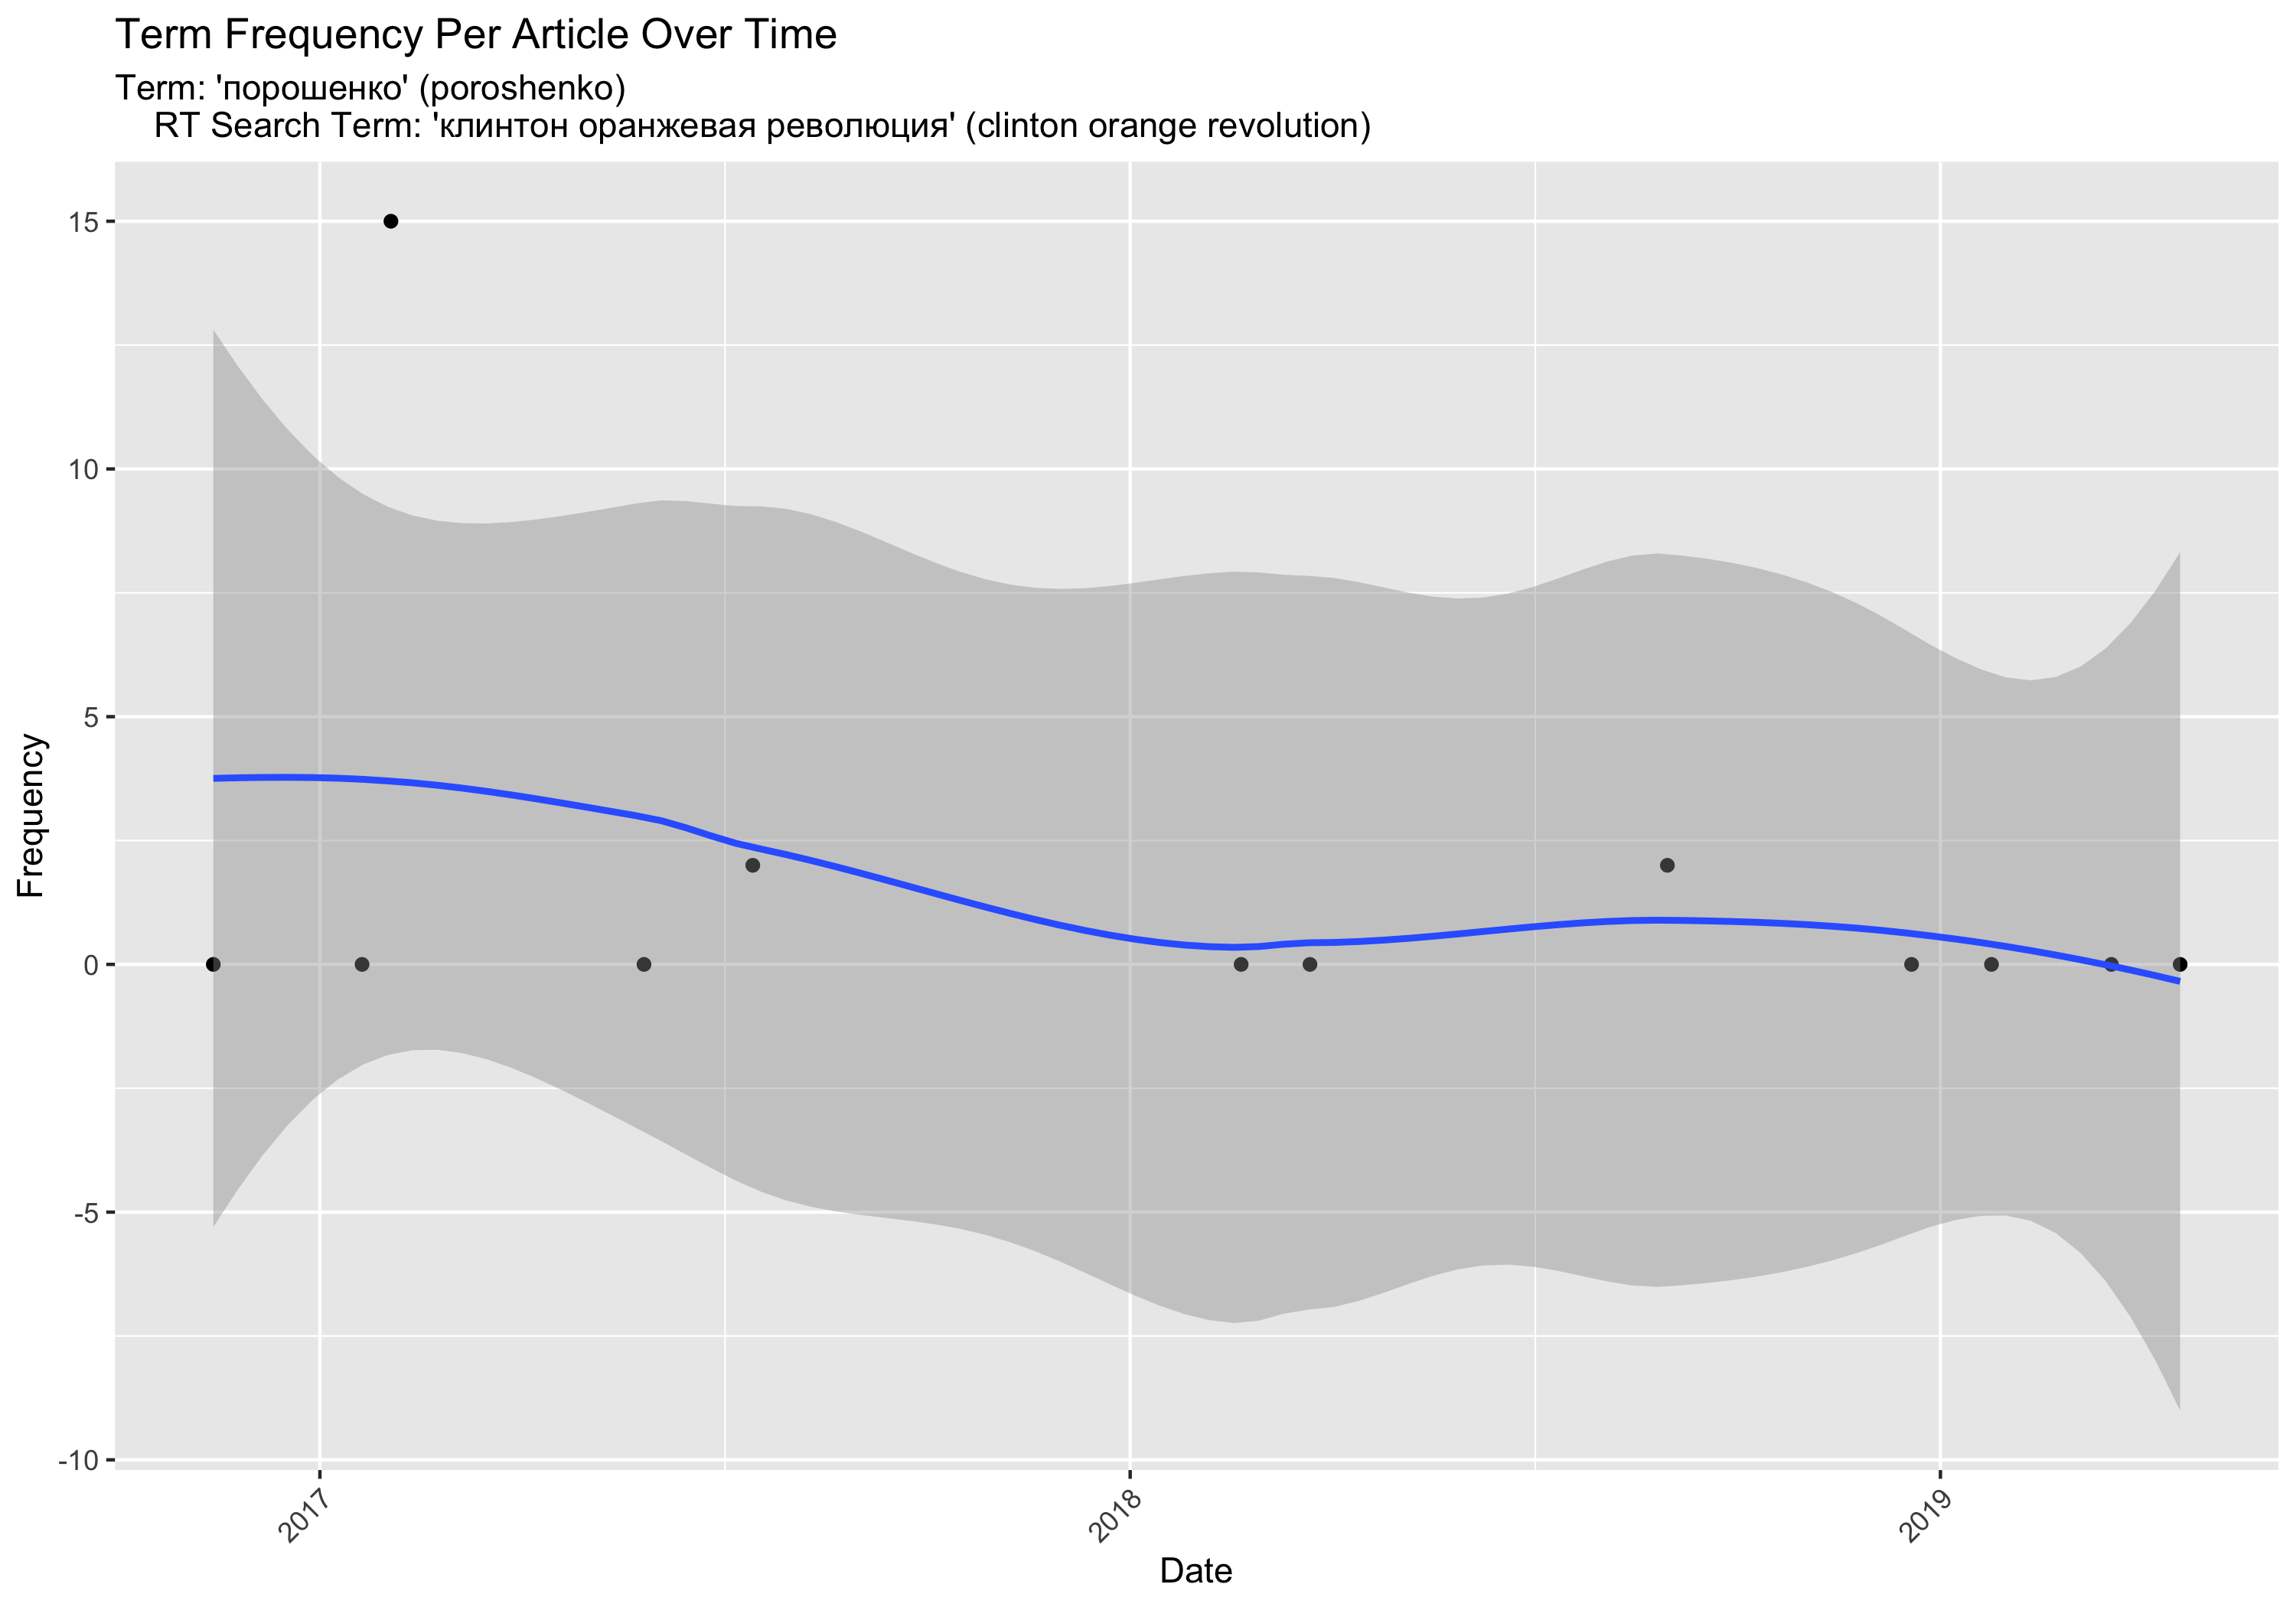 Term Frequency Per Article Over Time
Term: 'порошенко' (poroshenko)
RT Search Term: 'клинтон оранжевая революция' (clinton orange revolution)
15
10
5
0
-5
-10
Frequency
2017
2018
2019
Date